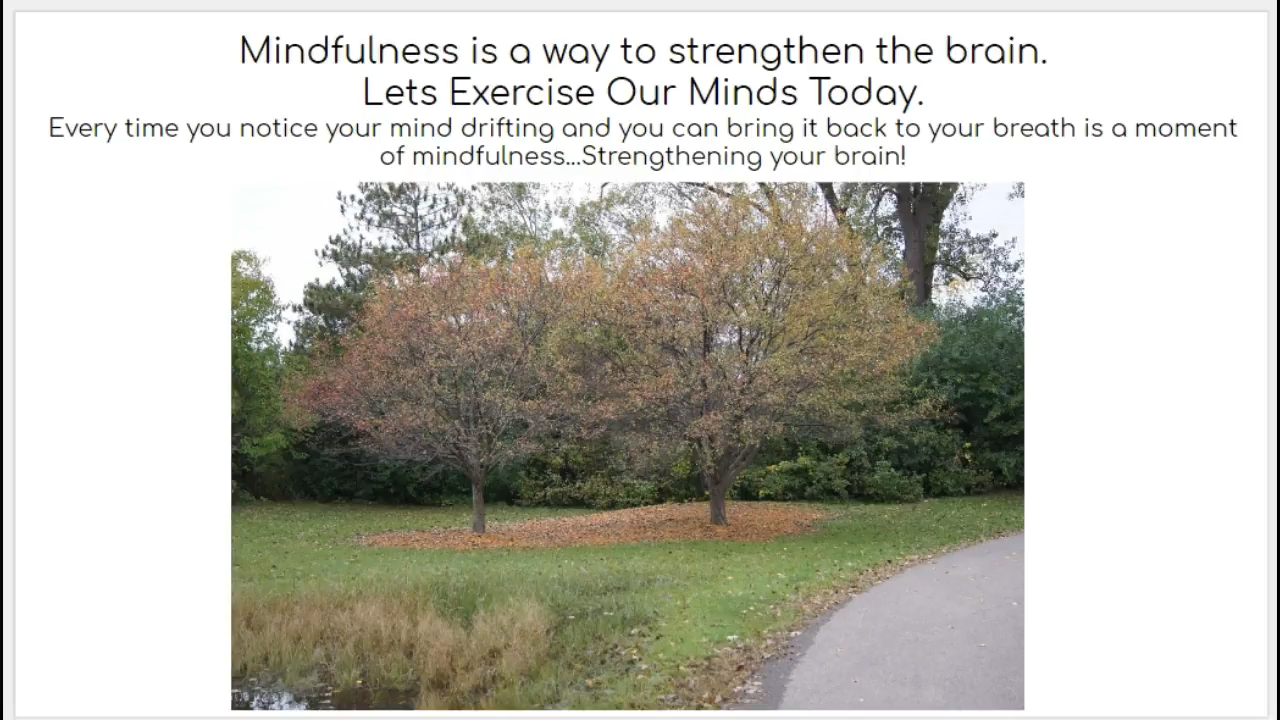 Mindfulness is a way to strengthen the brain.
Lets Exercise Our Minds Today.
Every time you notice your mind drifting and you can bring it back to your breath is a moment
of mindfulness...Strengthening your brain!